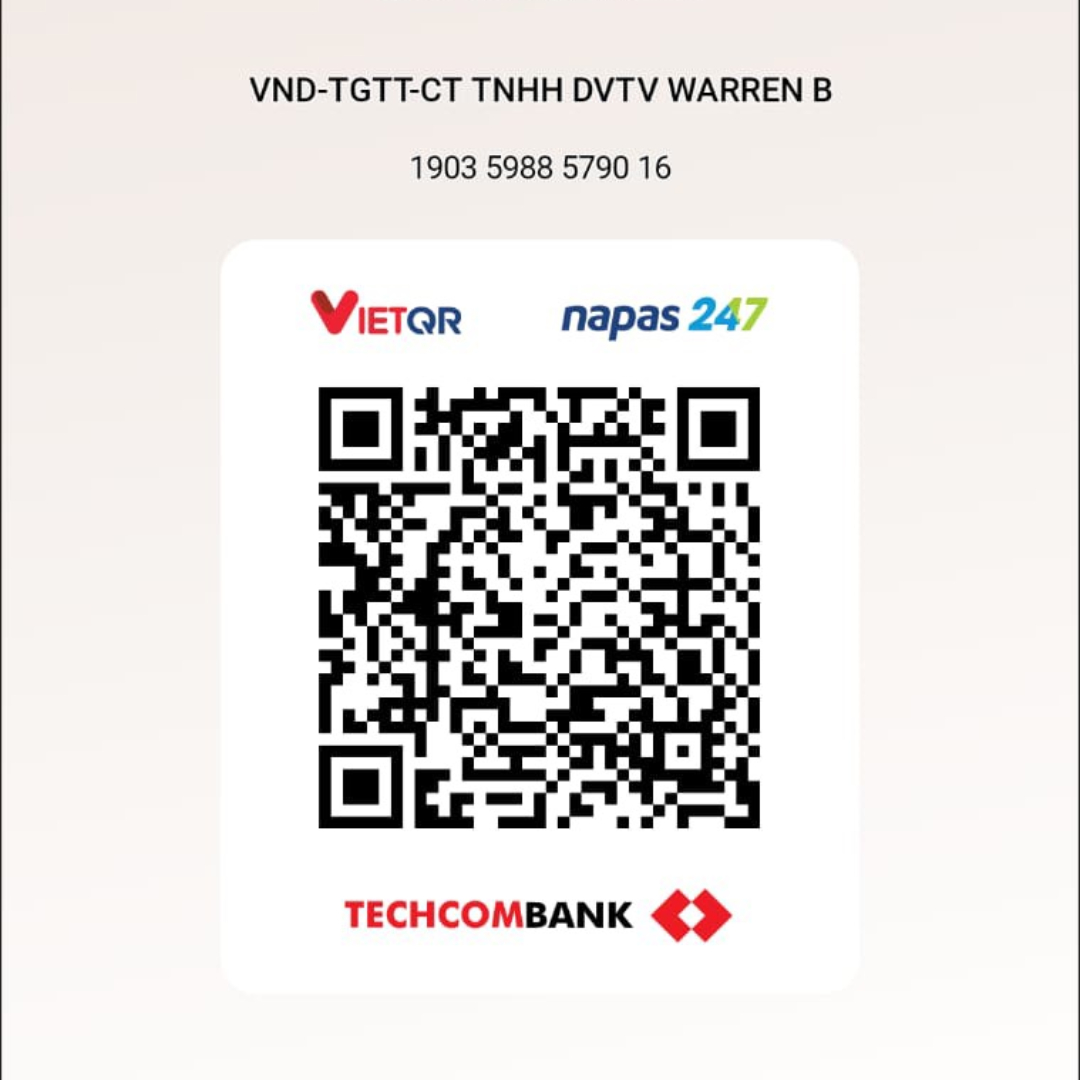 VND-TGTT-CT TNHH DVTV WARREN B
1903 5988 5790 16
VIETQR
napas 247
TECHCOMBANK